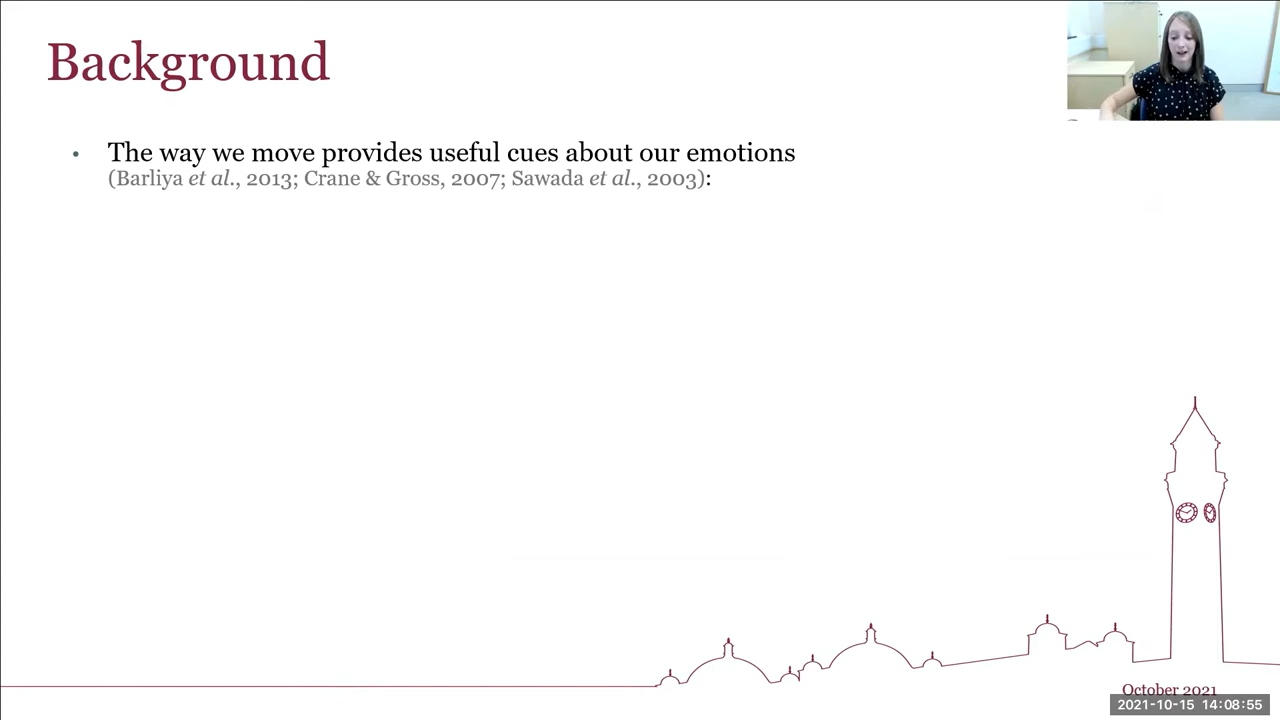 Background
• The way we move provides useful cues about our emotions
(Barliya et al., 2013; Crane & Gross, 2007; Sawada et al., 2003):
October 2021
2021-10-15 14:08:55